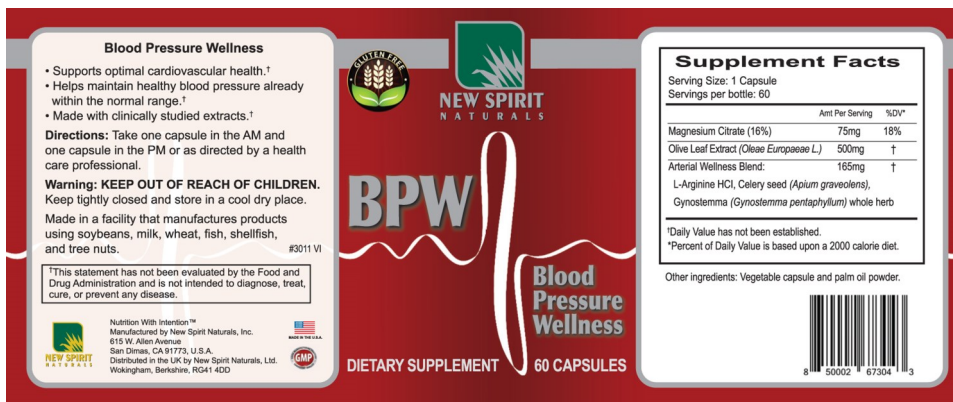 Blood Pressure Wellness
• Supports optimal cardiovascular health.†
• Helps maintain healthy blood pressure already
within the normal range.†
• Made with clinically studied extracts.†
Directions: Take one capsule in the AM and
one capsule in the PM or as directed by a health
care professional.
Warning: KEEP OUT OF REACH OF CHILDREN.
Keep tightly closed and store in a cool dry place.
Made in a facility that manufactures products
using soybeans, milk, wheat, fish, shellfish,
and tree nuts.
#3011 VI
†This statement has not been evaluated by the Food and
Drug Administration and is not intended to diagnose, treat,
cure, or prevent any disease.
NEW SPIRIT
NATURALS
Nutrition With Intention™
Manufactured by New Spirit Naturals, Inc.
615 W. Allen Avenue
San Dimas, CA 91773, U.S.A.
Distributed in the UK by New Spirit Naturals, Ltd.
Wokingham, Berkshire, RG41 4DD
MADE IN THE U.S.A.
GMP
GLUTEN FREE
NEW SPIRIT
NATURALS
BPW
Blood
Pressure
Wellness
DIETARY SUPPLEMENT
60 CAPSULES
Supplement Facts
Serving Size: 1 Capsule
Servings per bottle: 60
Amt Per Serving %DV*
Magnesium Citrate (16%) 75mg 18%
Olive Leaf Extract (Oleae Europaeae L.) 500mg †
Arterial Wellness Blend: 165mg †
L-Arginine HCI, Celery seed (Apium graveolens),
Gynostemma (Gynostemma pentaphyllum) whole herb
†Daily Value has not been established.
*Percent of Daily Value is based upon a 2000 calorie diet.
Other ingredients: Vegetable capsule and palm oil powder.
8 50002 67304 3